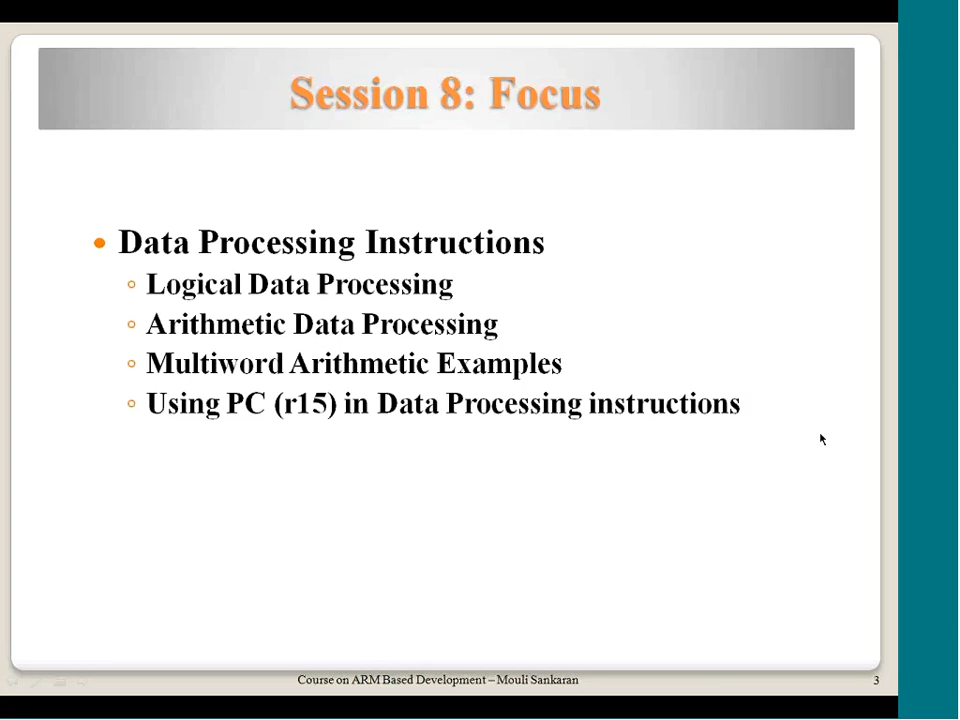 Session 8: Focus
Data Processing Instructions
Logical Data Processing
Arithmetic Data Processing
Multiword Arithmetic Examples
Using PC (r15) in Data Processing instructions
Course on ARM Based Development – Mouli Sankaran
3